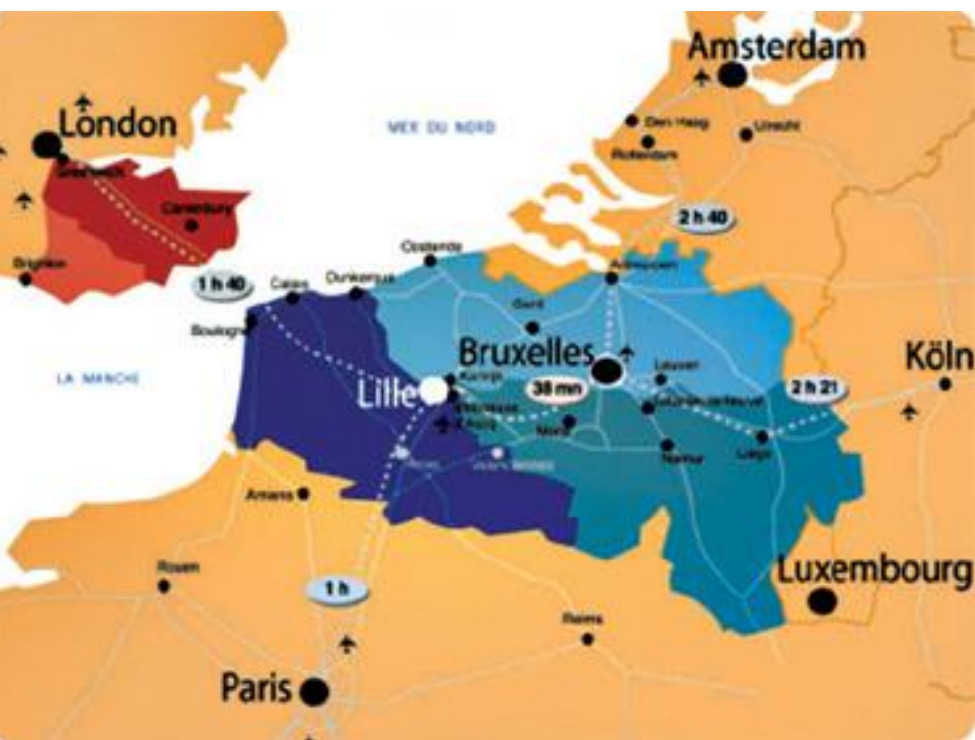 Amsterdam
London
MER DU NORD
Den Haag
Utrecht
Rotterdam
Greenwich
Canterbury
2 h 40
Brighton
Oostende
Antwerpen
1 h 40
Calais
Dunkerque
Gent
Boulogne
Bruxelles
Leuven
Köln
LA MANCHE
Lille
Kortrijk
38 mn
2 h 21
Mons
Liège
Namur
Amiens
Rouen
1 h
Luxembourg
Reims
Paris